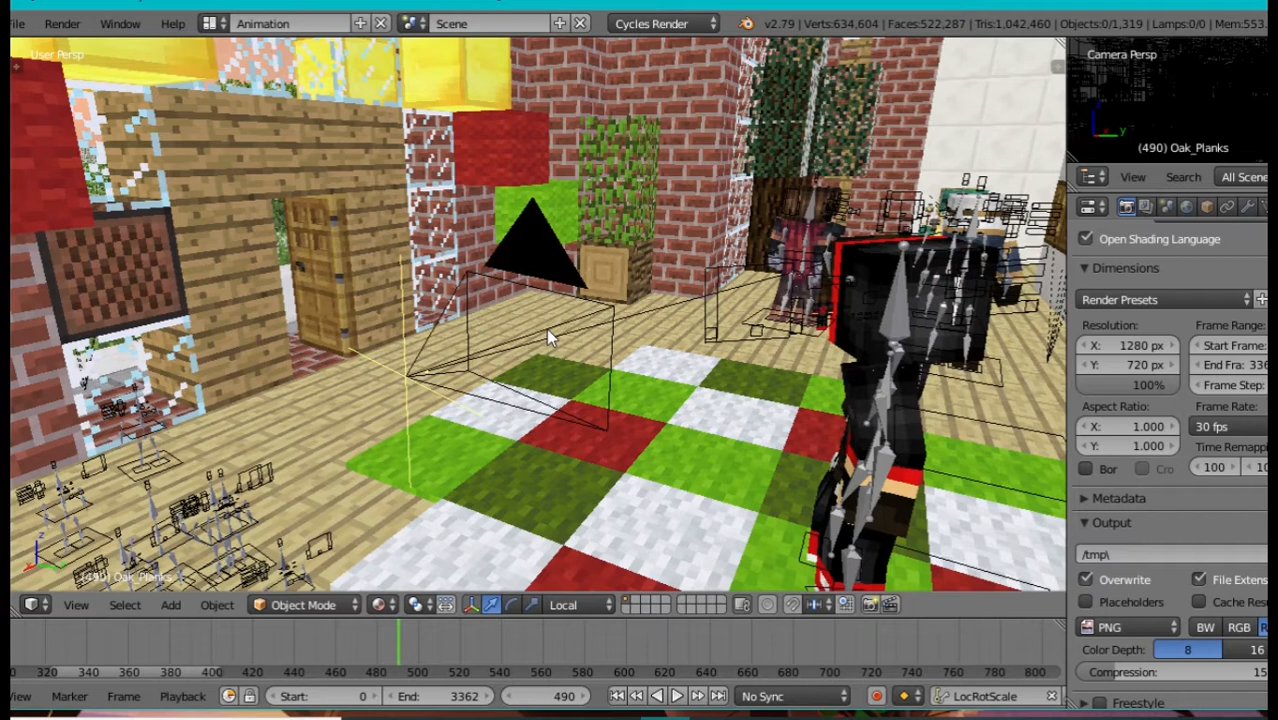 File Render Window Help Animation Scene Cycles Render v2.79 | Verts:634,604 | Faces:522,287 | Tris:1,042,460 | Objects:0/1,319 | Lamps:0/0 | Mem:553.
User Persp
Camera Persp
(490) Oak_Planks
View Search All Scene
Open Shading Language
Dimensions
Render Presets
Resolution: Frame Range:
X: 1280 px Start Frame:
Y: 720 px End Fra: 336
100% Frame Step:
Aspect Ratio: Frame Rate:
X: 1.000 30 fps
Y: 1.000 Time Remapp
Bor Cro 100 10
Metadata
Output
/tmp\
Overwrite File Extens
Placeholders Cache Res
PNG BW RGB R
Color Depth: 8 16
Compression: 15
Freestyle
z
y
(490) Oak_Planks
View Select Add Object Object Mode Local
320 340 360 380 400 420 440 460 480 500 520 540 560 580 600 620 640 660 680 700 720 740 760 780 800
View Marker Frame Playback Start: 0 End: 3362 490 No Sync LocRotScale